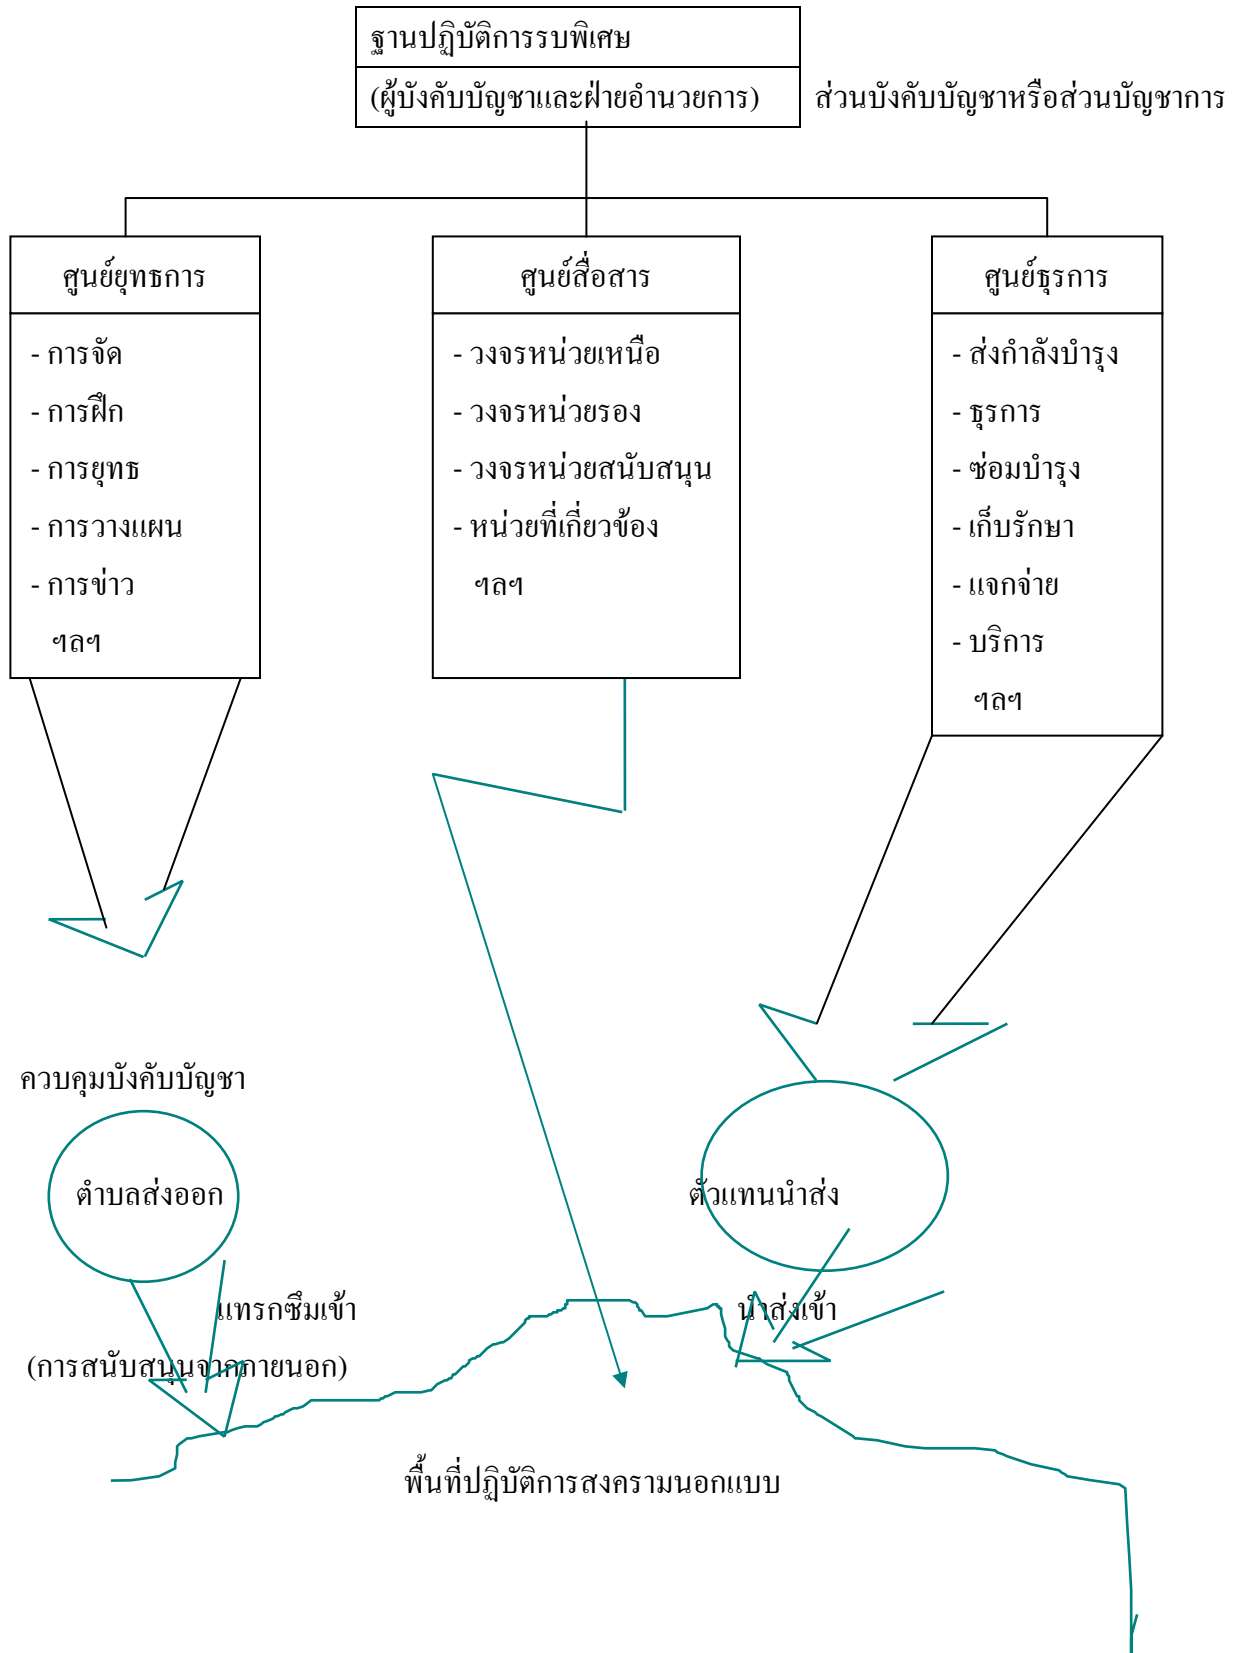 ฐานปฏิบัติการรบพิเศษ
(ผู้บังคับบัญชาและฝ่ายอำนวยการ)
ส่วนบังคับบัญชาหรือส่วนบัญชาการ
ศูนย์ยุทธการ
- การจัด
- การฝึก
- การยุทธ
- การวางแผน
- การข่าว
ฯลฯ
ศูนย์สื่อสาร
- วงจรหน่วยเหนือ
- วงจรหน่วยรอง
- วงจรหน่วยสนับสนุน
- หน่วยที่เกี่ยวข้อง
ฯลฯ
ศูนย์ธุรการ
- ส่งกำลังบำรุง
- ธุรการ
- ซ่อมบำรุง
- เก็บรักษา
- แจกจ่าย
- บริการ
ฯลฯ
ควบคุมบังคับบัญชา
ตำบลส่งออก
ตัวแทนนำส่ง
แทรกซึมเข้า
นำส่งเข้า
(การสนับสนุนจากภายนอก)
พื้นที่ปฏิบัติการสงครามนอกแบบ